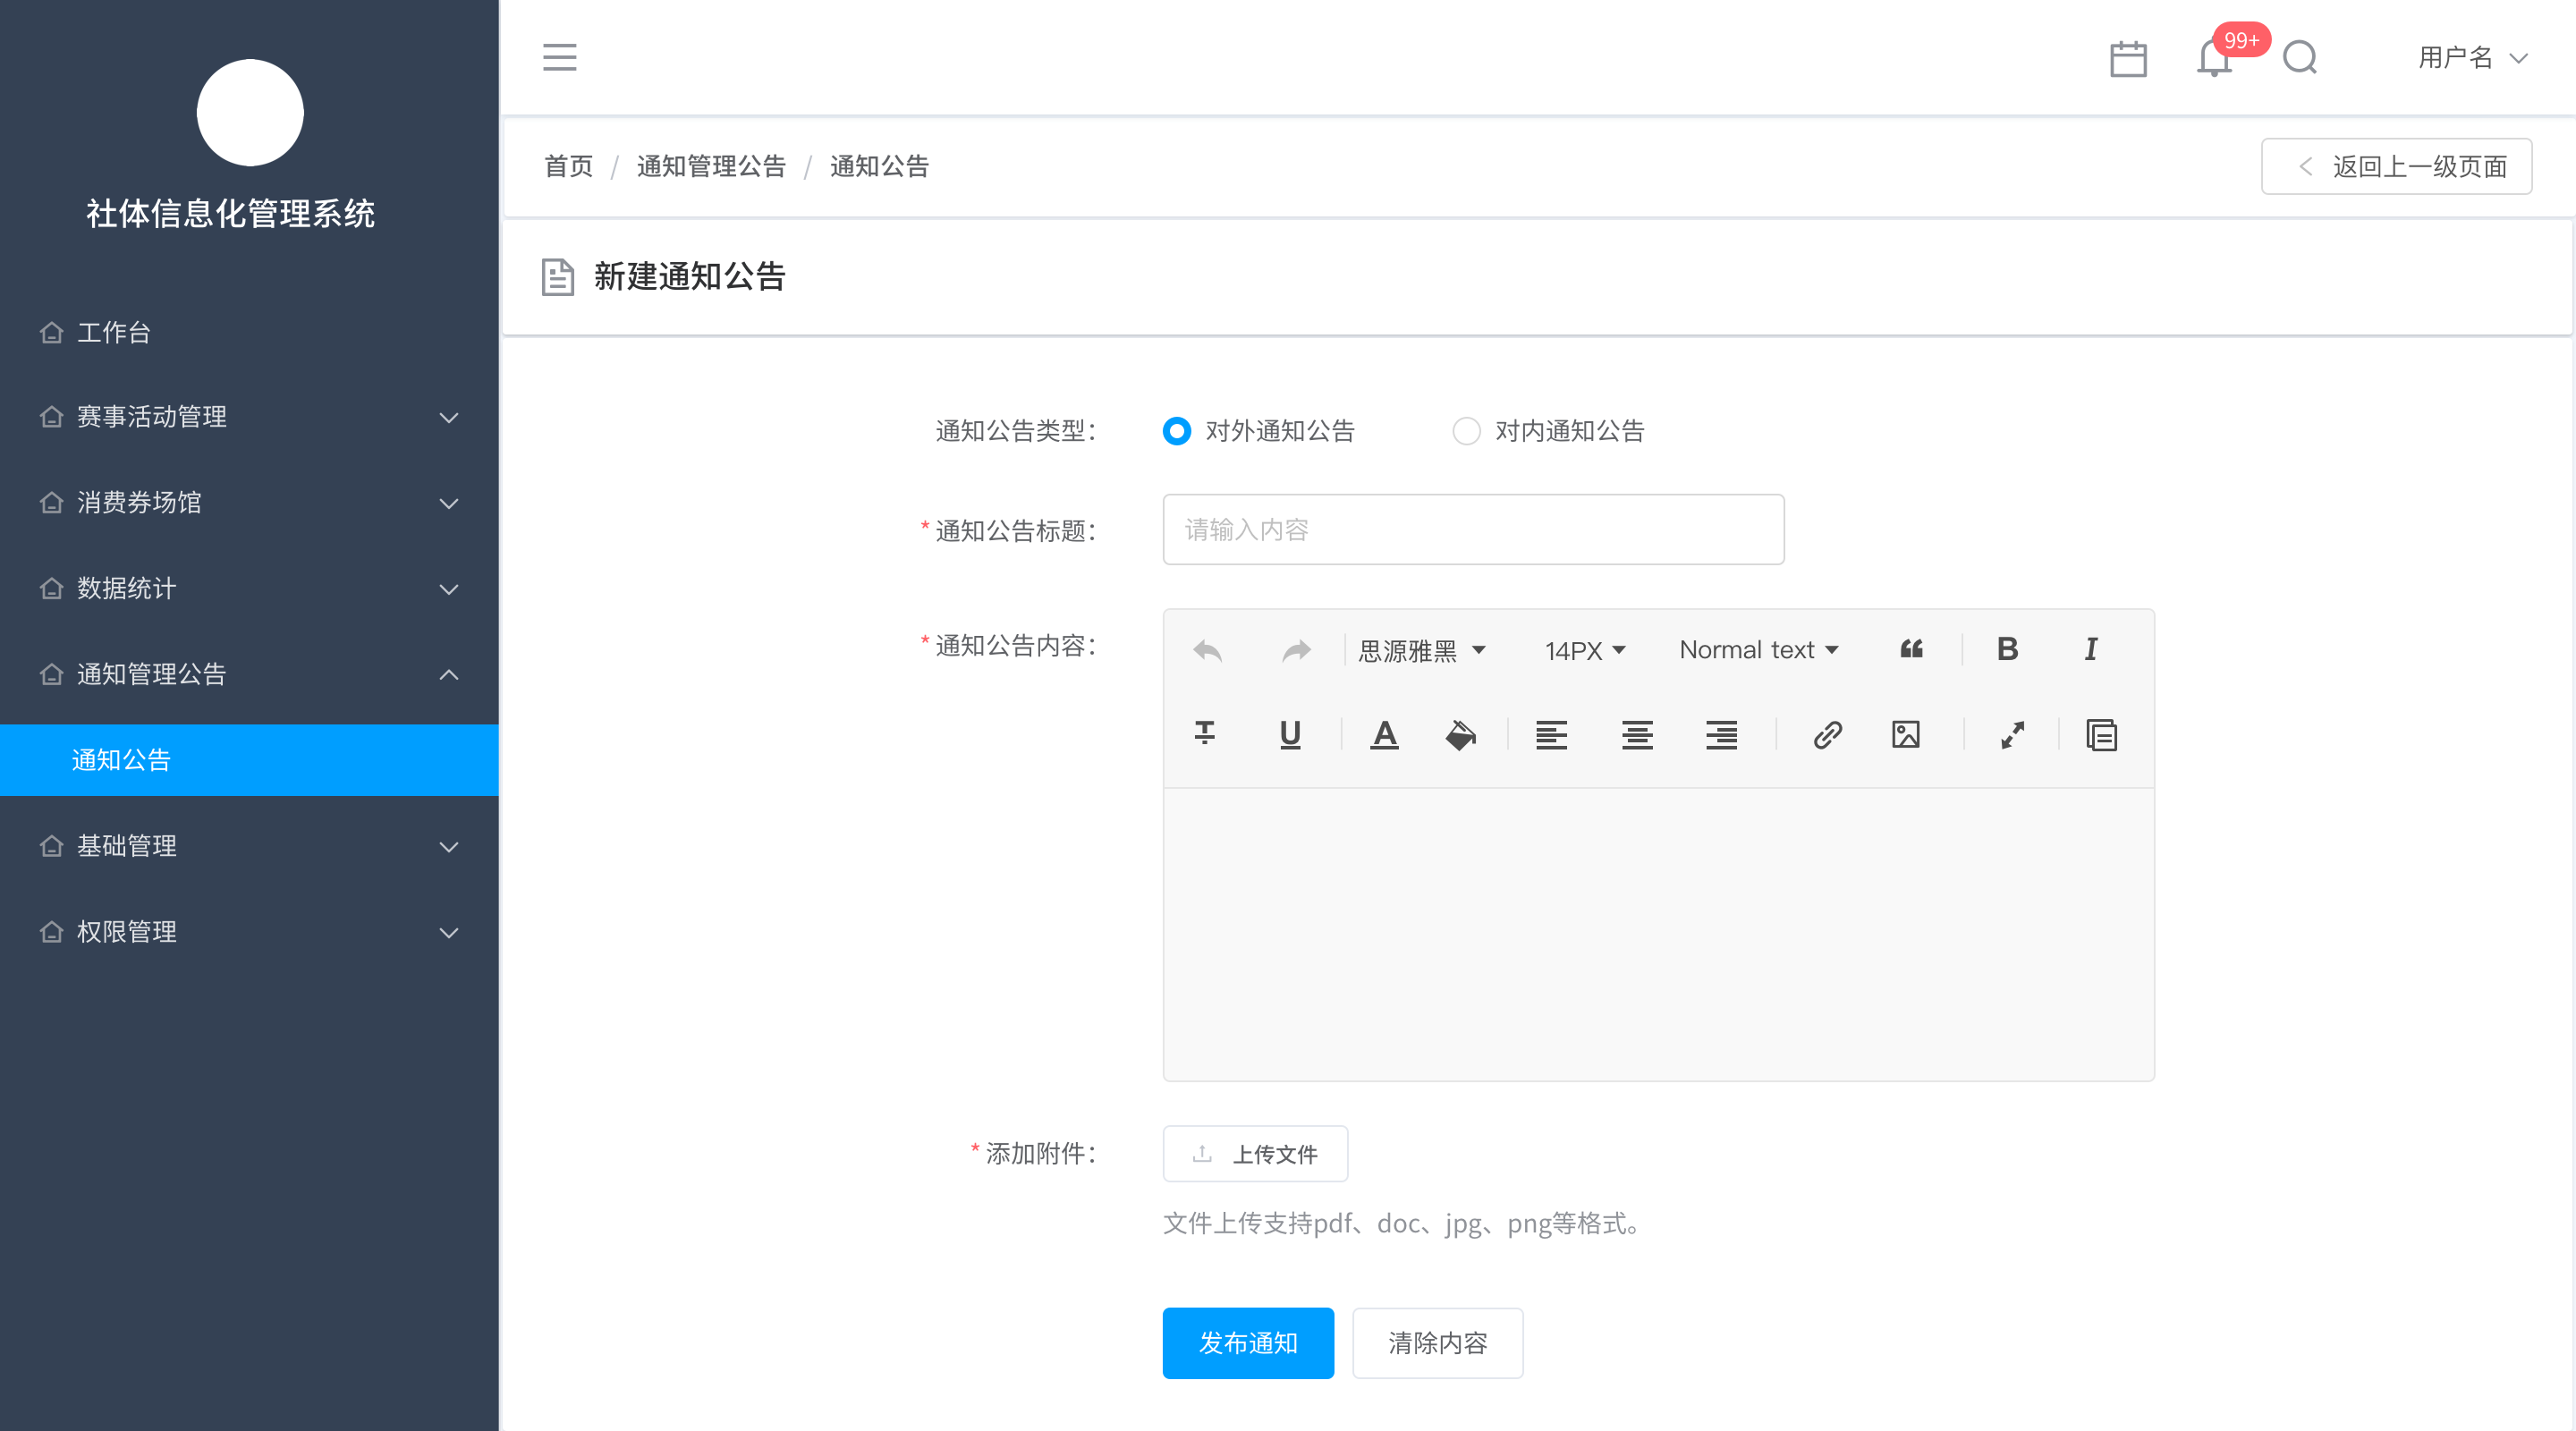 社体信息化管理系统
工作台
赛事活动管理
消费券场馆
数据统计
通知管理公告
通知公告
基础管理
权限管理
99+
用户名
首页 / 通知管理公告 / 通知公告
返回上一级页面
新建通知公告
通知公告类型： 对外通知公告 对内通知公告
*通知公告标题： 请输入内容
*通知公告内容： 思源雅黑 14PX Normal text “ B I
T U A
*添加附件： 上传文件
文件上传支持pdf、doc、jpg、png等格式。
发布通知 清除内容